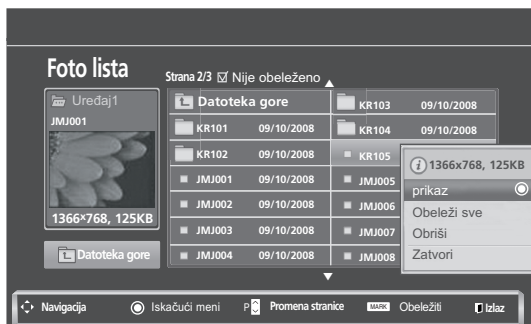 Foto lista
Strana 2/3 Nije obeleženo
Uređaj1
JMJ001
1366×768, 125KB
Datoteka gore
Datoteka gore
KR101 09/10/2008
KR102 09/10/2008
JMJ001 09/10/2008
JMJ002 09/10/2008
JMJ003 09/10/2008
JMJ004 09/10/2008
KR103 09/10/2008
KR104 09/10/2008
KR105
JMJ005
JMJ006
JMJ007
JMJ008
i 1366x768, 125KB
prikaz
Obeleži sve
Obriši
Zatvori
Navigacija Iskačući meni P Promena stranice MARK Obeležiti Izlaz